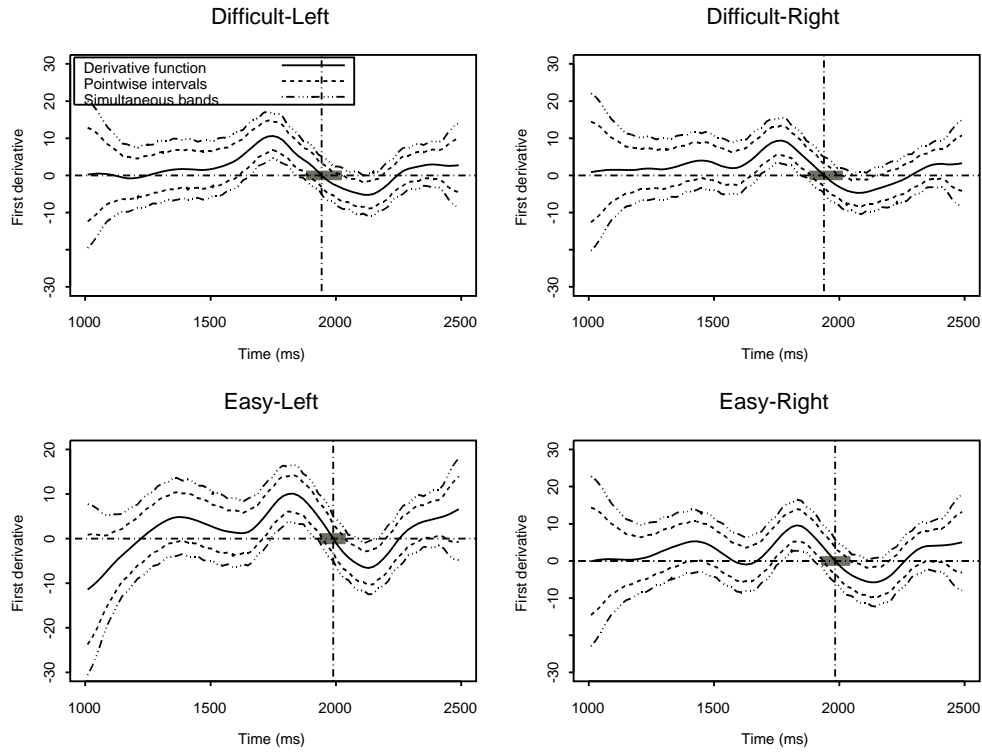 Difficult-Left
Difficult-Right
Derivative function
Pointwise intervals
Simultaneous bands
First derivative
30
20
10
0
-10
-30
1000 1500 2000 2500
Time (ms)
First derivative
30
20
10
0
-10
-30
1000 1500 2000 2500
Time (ms)
Easy-Left
Easy-Right
First derivative
20
10
0
-10
-20
-30
1000 1500 2000 2500
Time (ms)
First derivative
30
20
10
0
-10
-30
1000 1500 2000 2500
Time (ms)